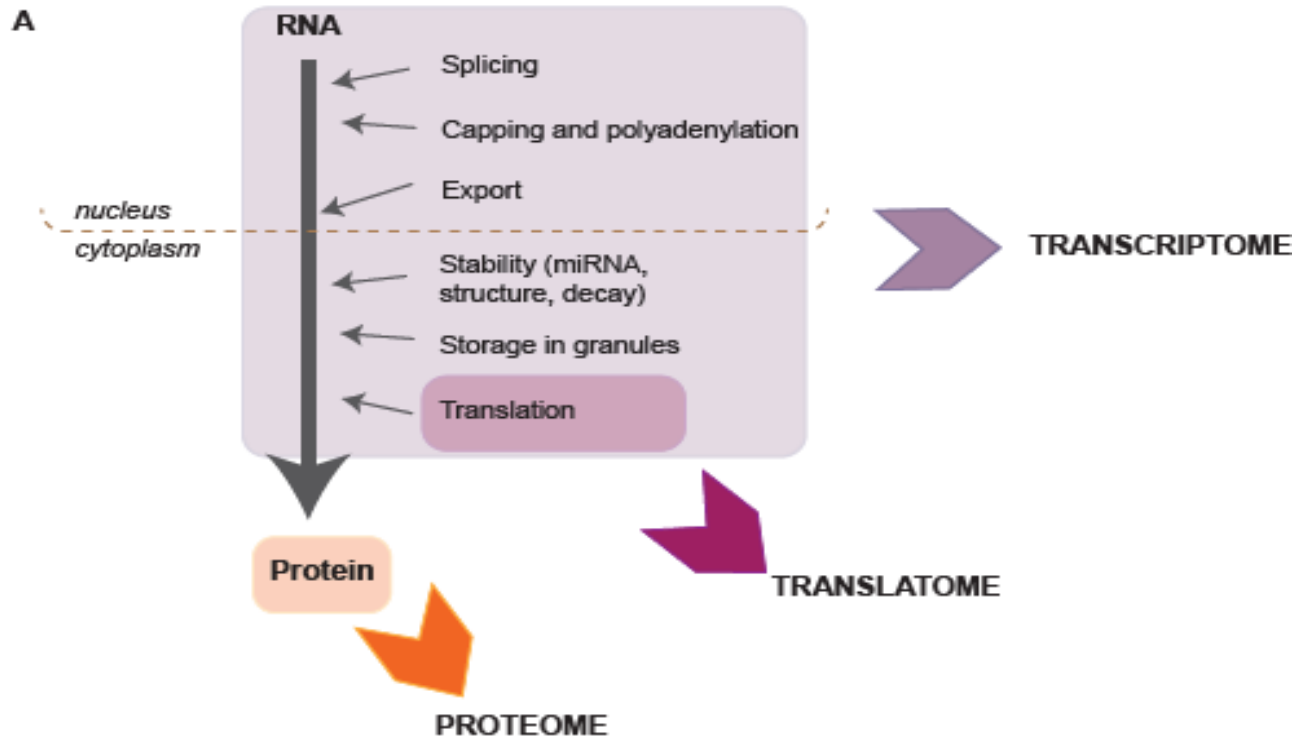 A
RNA
Splicing
Capping and polyadenylation
Export
nucleus
cytoplasm
TRANSCRIPTOME
Stability (miRNA,
structure, decay)
Storage in granules
Translation
Protein
TRANSLATOME
PROTEOME